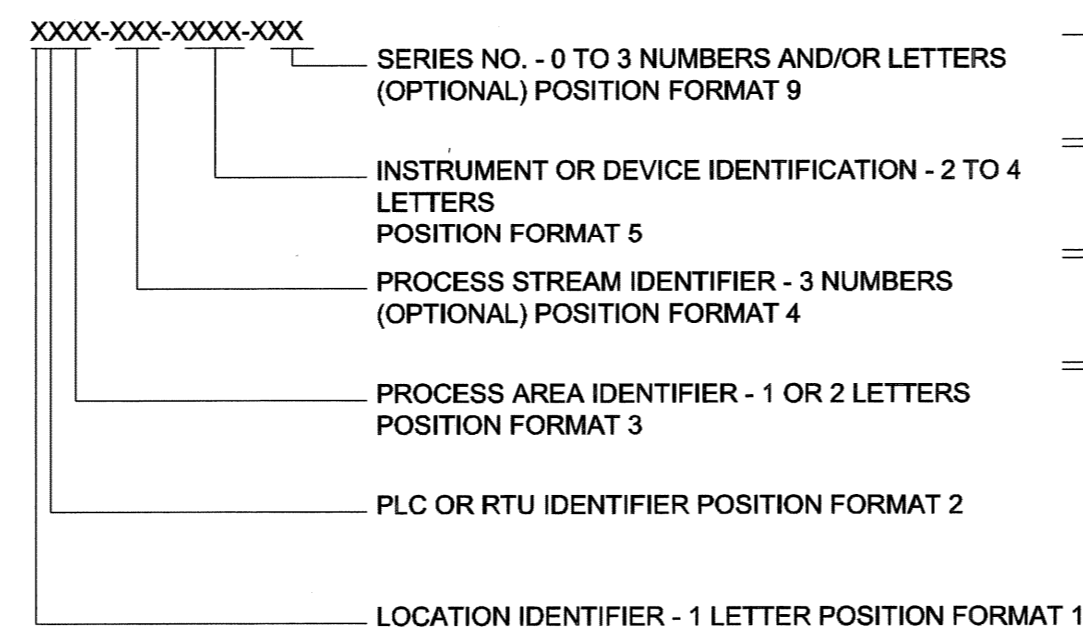 XXXX-XXX-XXXX-XXX
SERIES NO. - 0 TO 3 NUMBERS AND/OR LETTERS
(OPTIONAL) POSITION FORMAT 9
INSTRUMENT OR DEVICE IDENTIFICATION - 2 TO 4
LETTERS
POSITION FORMAT 5
PROCESS STREAM IDENTIFIER - 3 NUMBERS
(OPTIONAL) POSITION FORMAT 4
PROCESS AREA IDENTIFIER - 1 OR 2 LETTERS
POSITION FORMAT 3
PLC OR RTU IDENTIFIER POSITION FORMAT 2
LOCATION IDENTIFIER - 1 LETTER POSITION FORMAT 1